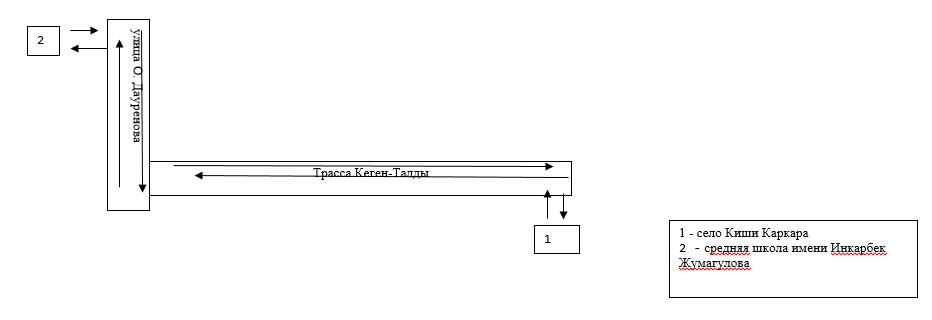 2
улица О. Дауренова
Трасса Кеген-Талды
1
1 - село Киши Каркара
2 - средняя школа имени Инкарбек
Жумагулова